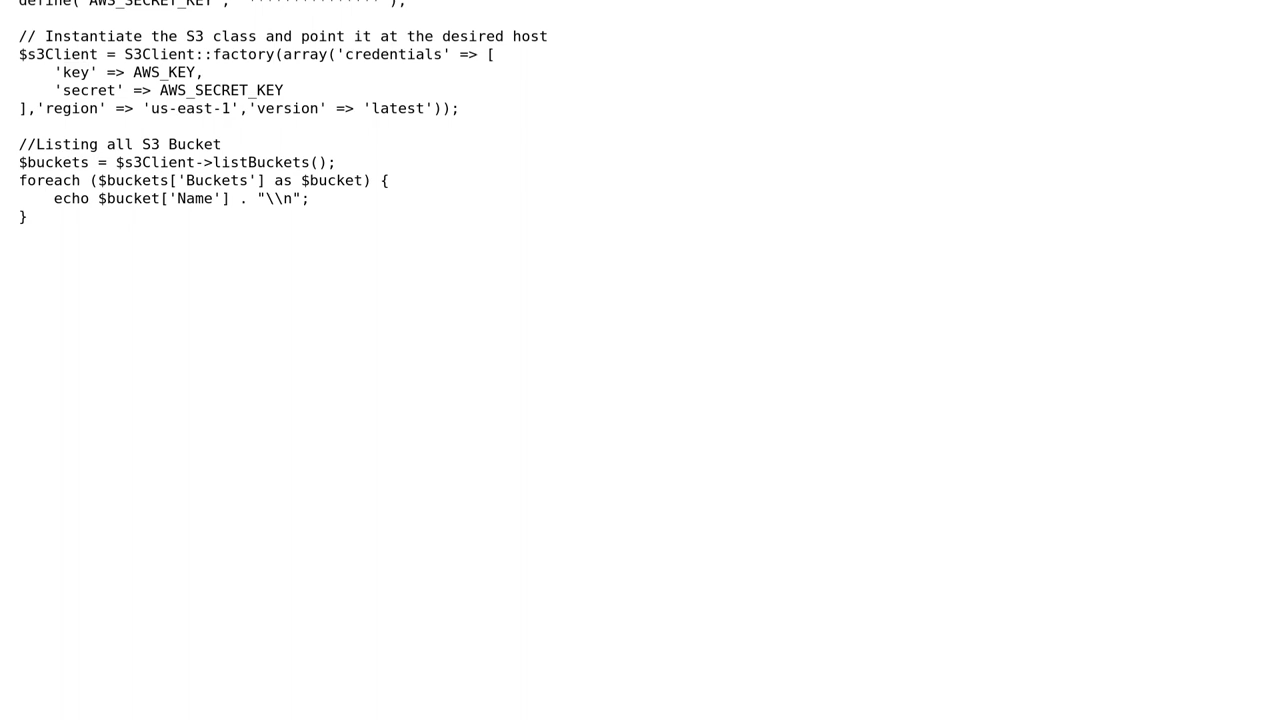 define('AWS_SECRET_KEY', '***************');
// Instantiate the S3 class and point it at the desired host
$s3Client = S3Client::factory(array('credentials' => [
    'key' => AWS_KEY,
    'secret' => AWS_SECRET_KEY
],'region' => 'us-east-1','version' => 'latest'));
//Listing all S3 Bucket
$buckets = $s3Client->listBuckets();
foreach ($buckets['Buckets'] as $bucket) {
    echo $bucket['Name'] . "\\n";
}